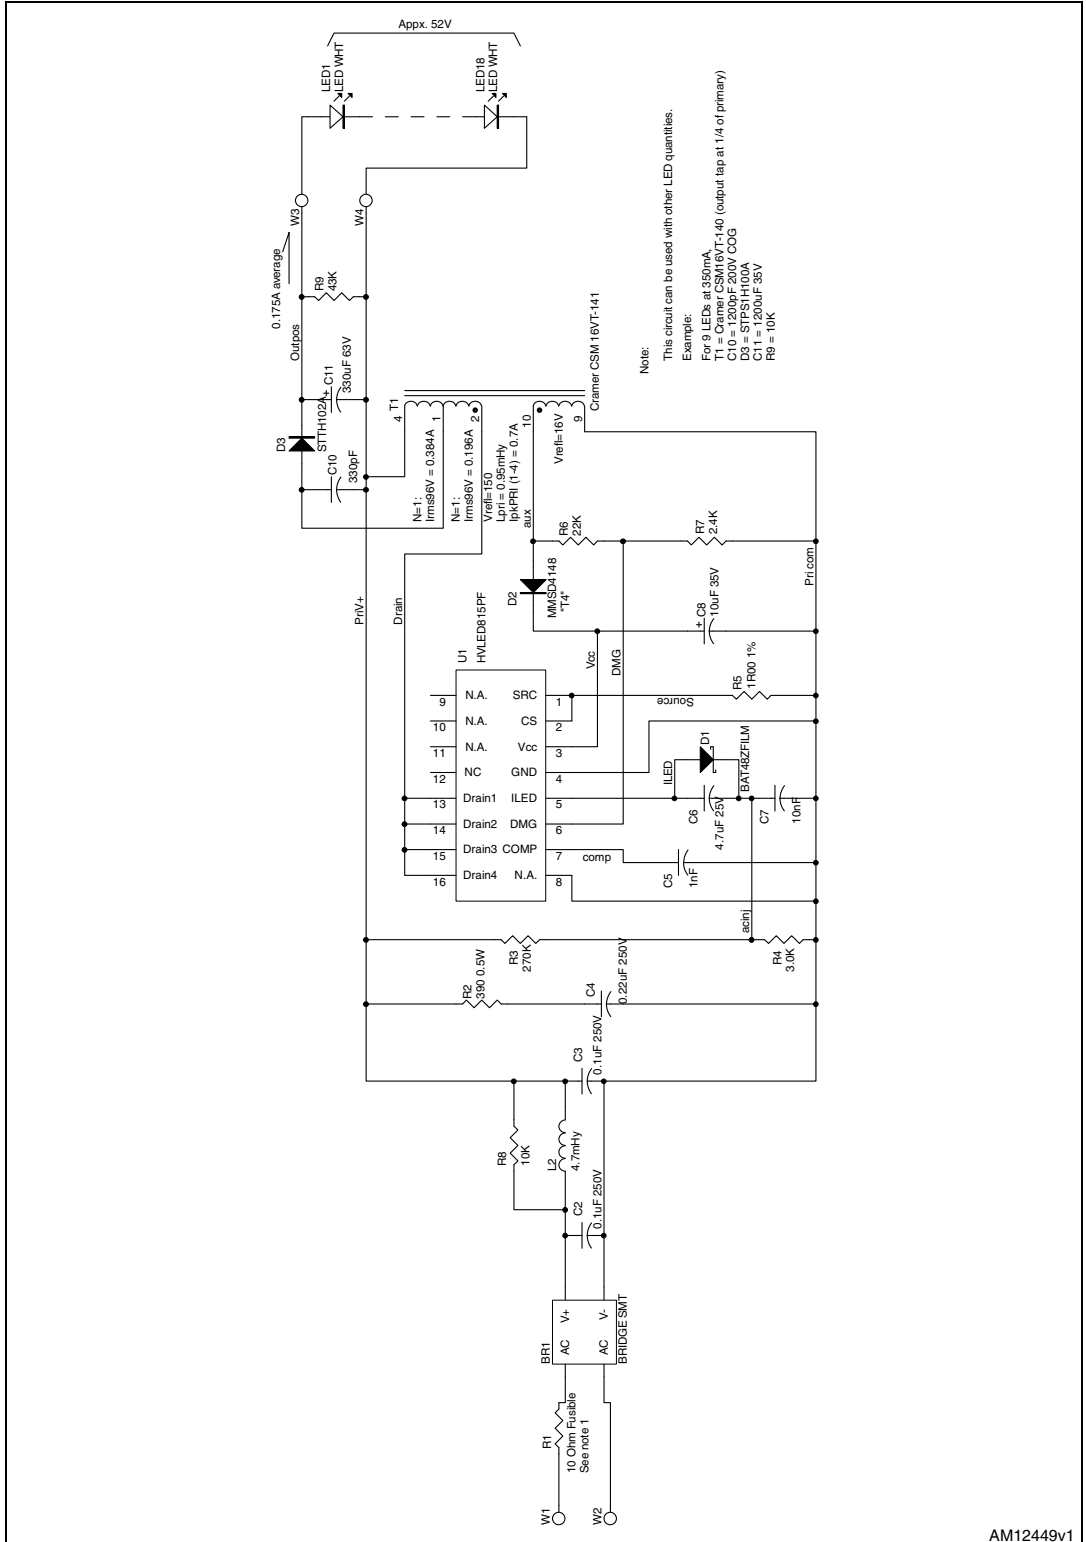 Appx. 52V
LED1
LED WHT
LED18
LED WHT
W3
W4
0.175A average
R9
43K
Outpos
C11
330uF 63V
+
D3
STTH102A
C10
330pF
T1
4
1
2
10
9
Cramer CSM 16VT-141
N=1:
Irms96V = 0.384A
N=1:
Irms96V = 0.196A
Vrefl=150
Lpri = 0.95mHy
IpkPRI (1-4) = 0.7A
aux
Vrefl=16V
Note:
This circuit can be used with other LED quantities.
Example:
For 9 LEDs at 350mA,
T1 = Cramer CSM16VT-140 (output tap at 1/4 of primary)
C10 = 1200pF 200V COG
D3 = STPS1H100A
C11 = 1200uF 35V
R9 = 10K
PriV+
Drain
R6
22K
R7
2.4K
Pri com
D2
MMSD4148
"T4"
Vcc
DMG
+
C8
10uF 35V
U1
HVLED815PF
9 N.A. SRC 1
10 N.A. CS 2
11 N.A. Vcc 3
12 NC GND 4
13 Drain1 ILED 5
14 Drain2 DMG 6
15 Drain3 COMP 7
16 Drain4 N.A. 8
Source
R5
1R00 1%
ILED
D1
BAT48ZFILM
C6
4.7uF 25V
C7
10nF
comp
C5
1nF
acinj
R3
270K
R4
3.0K
R2
390 0.5W
C4
0.22uF 250V
C3
0.1uF 250V
R8
10K
L2
4.7mHy
C2
0.1uF 250V
BR1
AC V+
AC V-
BRIDGE SMT
R1
10 Ohm Fusible
See note 1
W1
W2
AM12449v1